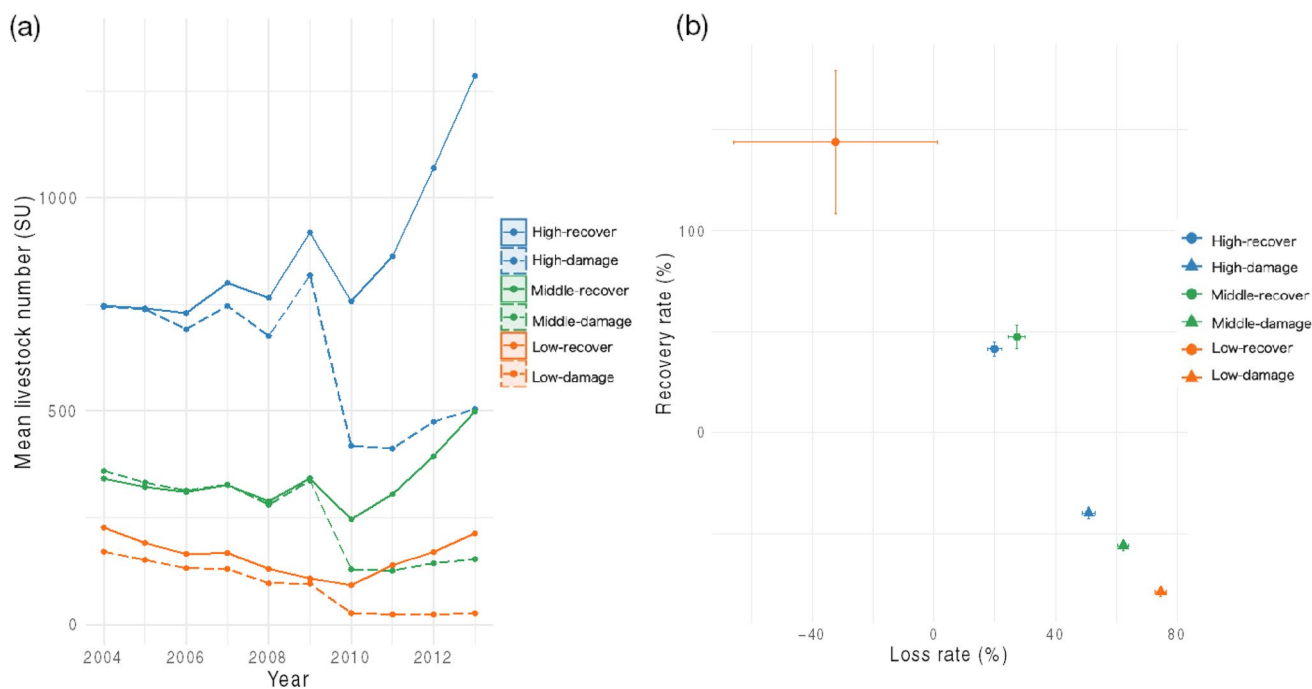 (a)
Mean livestock number (SU)
1000
500
0
2004
2006
2008
2010
2012
Year
High-recover
High-damage
Middle-recover
Middle-damage
Low-recover
Low-damage
(b)
Recovery rate (%)
100
0
−40
0
40
80
Loss rate (%)
High-recover
High-damage
Middle-recover
Middle-damage
Low-recover
Low-damage